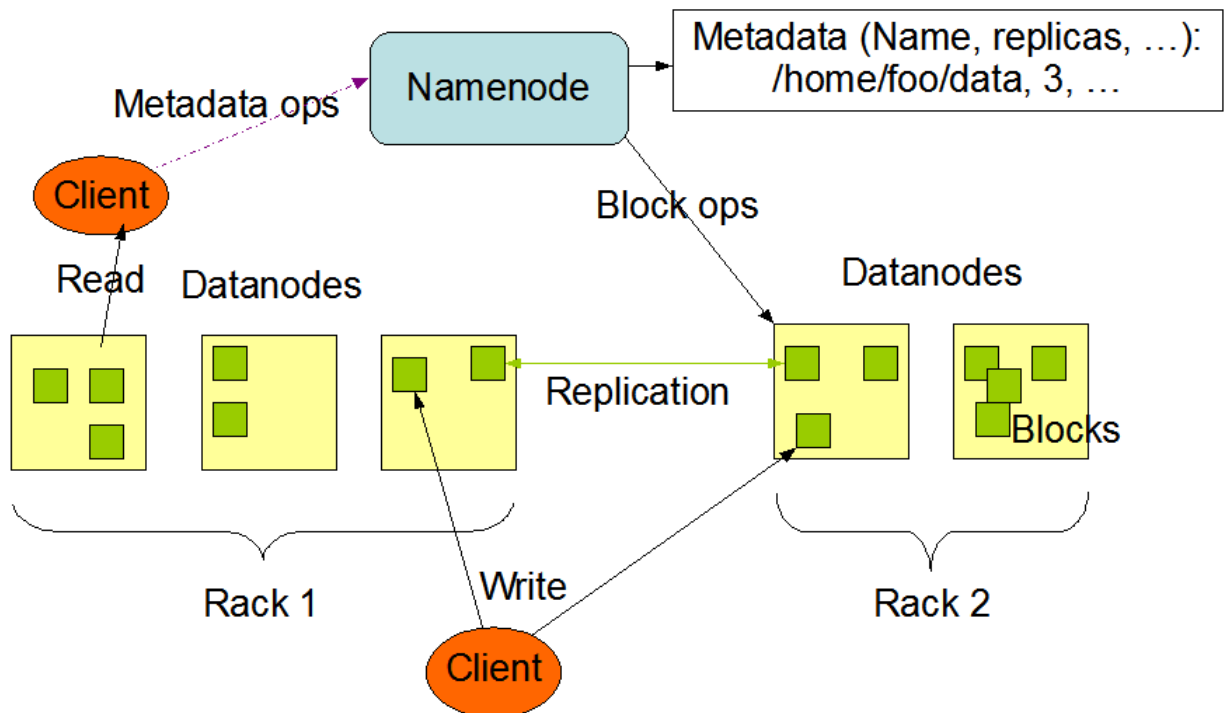 Metadata (Name, replicas, …):
/home/foo/data, 3, …
Namenode
Metadata ops
Client
Block ops
Read
Datanodes
Datanodes
Replication
Blocks
Rack 1
Write
Rack 2
Client